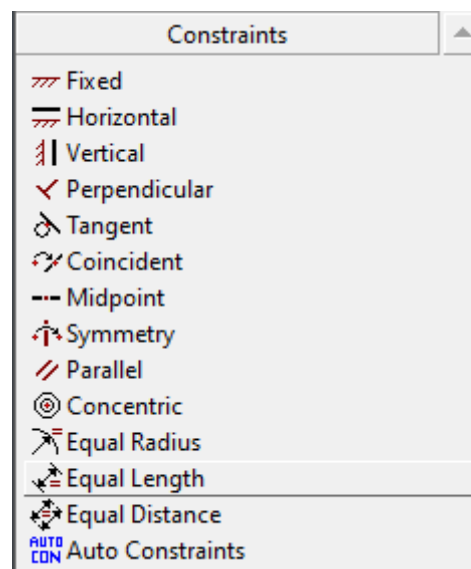 Constraints
Fixed
Horizontal
Vertical
Perpendicular
Tangent
Coincident
Midpoint
Symmetry
Parallel
Concentric
Equal Radius
Equal Length
Equal Distance
AUTO CON Auto Constraints